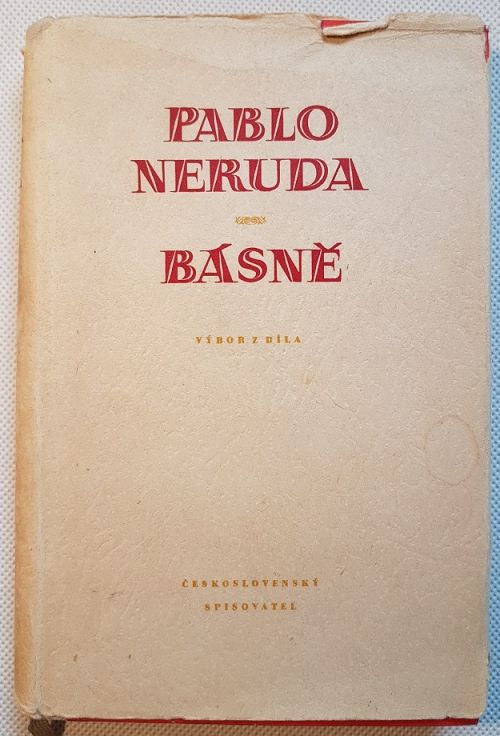 PABLO
NERUDA
BÁSNĚ
VÝBOR Z DÍLA
ČESKOSLOVENSKÝ
SPISOVATEL